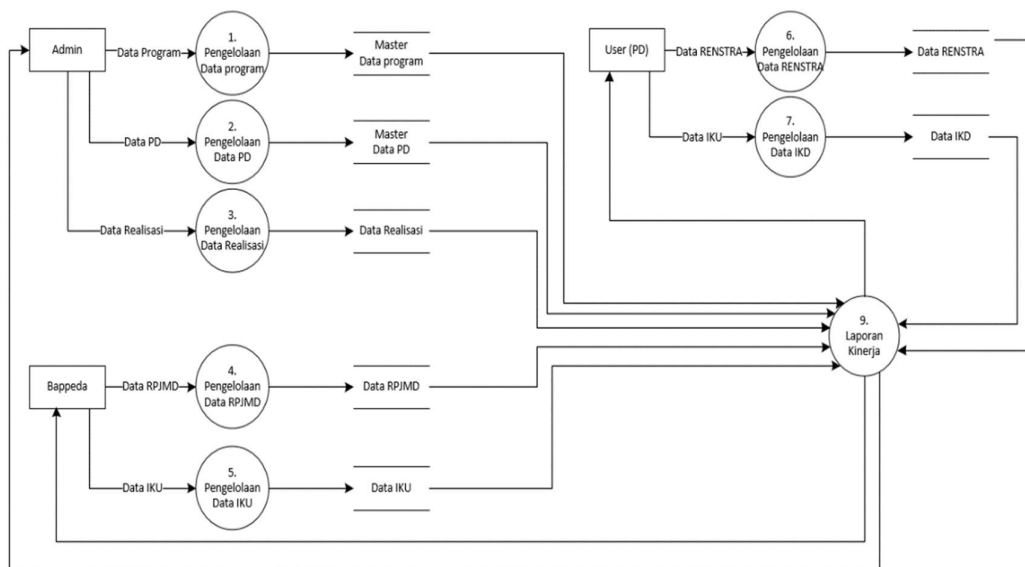 Admin
Data Program
1.
Pengelolaan
Data program
Master
Data program
Data PD
2.
Pengelolaan
Data PD
Master
Data PD
Data Realisasi
3.
Pengelolaan
Data Realisasi
Data Realisasi
Bappeda
Data RPJMD
4.
Pengelolaan
Data RPJMD
Data RPJMD
Data IKU
5.
Pengelolaan
Data IKU
Data IKU
User (PD)
Data RENSTRA
6.
Pengelolaan
Data RENSTRA
Data RENSTRA
Data IKU
7.
Pengelolaan
Data IKD
Data IKD
9.
Laporan
Kinerja